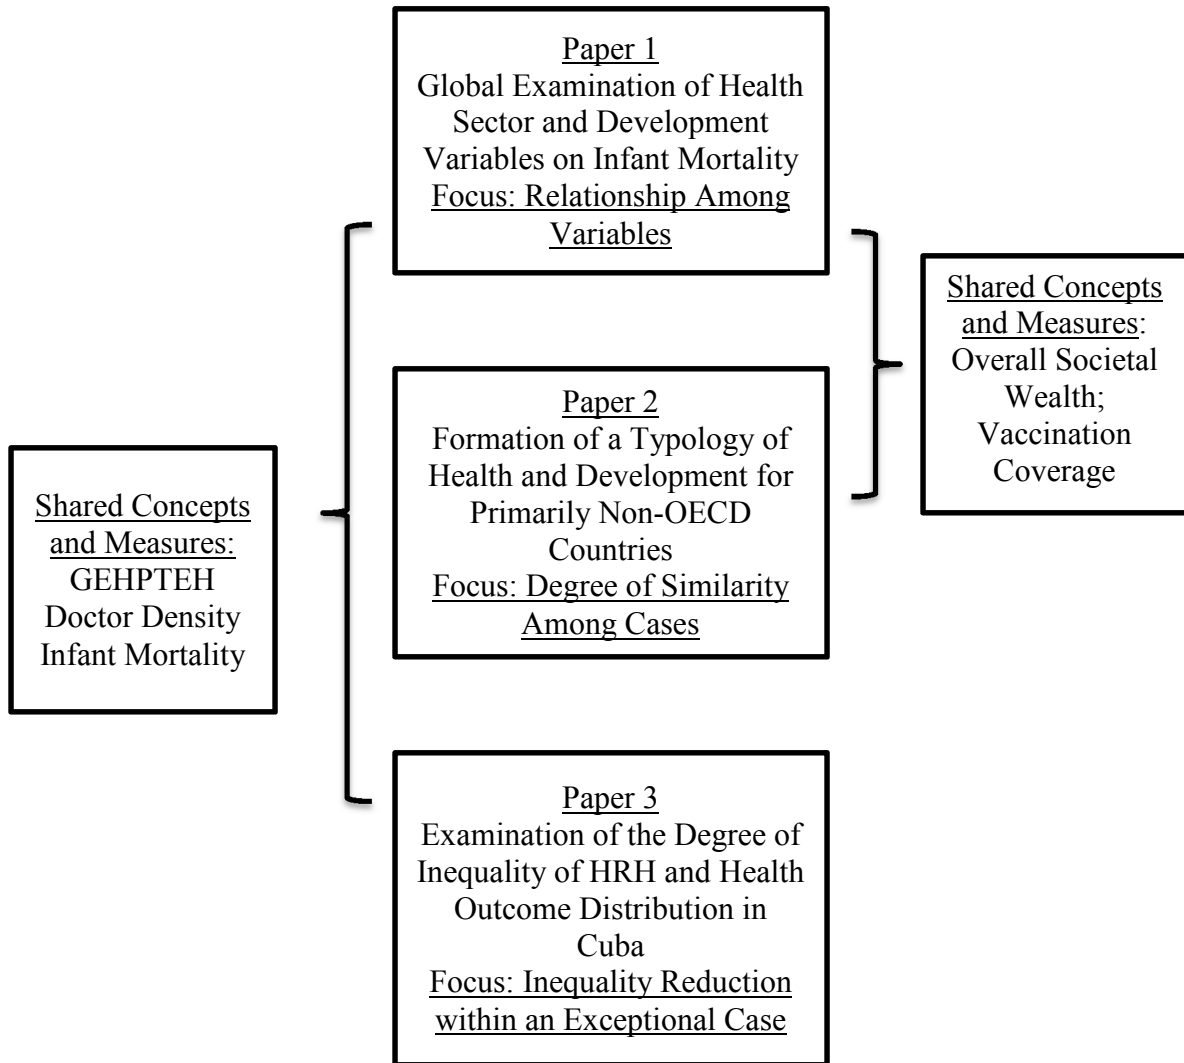 Paper 1
Global Examination of Health
Sector and Development
Variables on Infant Mortality
Focus: Relationship Among
Variables
Shared Concepts
and Measures:
Overall Societal
Wealth;
Vaccination
Coverage
Paper 2
Formation of a Typology of
Health and Development for
Primarily Non-OECD
Countries
Focus: Degree of Similarity
Among Cases
Shared Concepts
and Measures:
GEHPTEH
Doctor Density
Infant Mortality
Paper 3
Examination of the Degree of
Inequality of HRH and Health
Outcome Distribution in
Cuba
Focus: Inequality Reduction
within an Exceptional Case